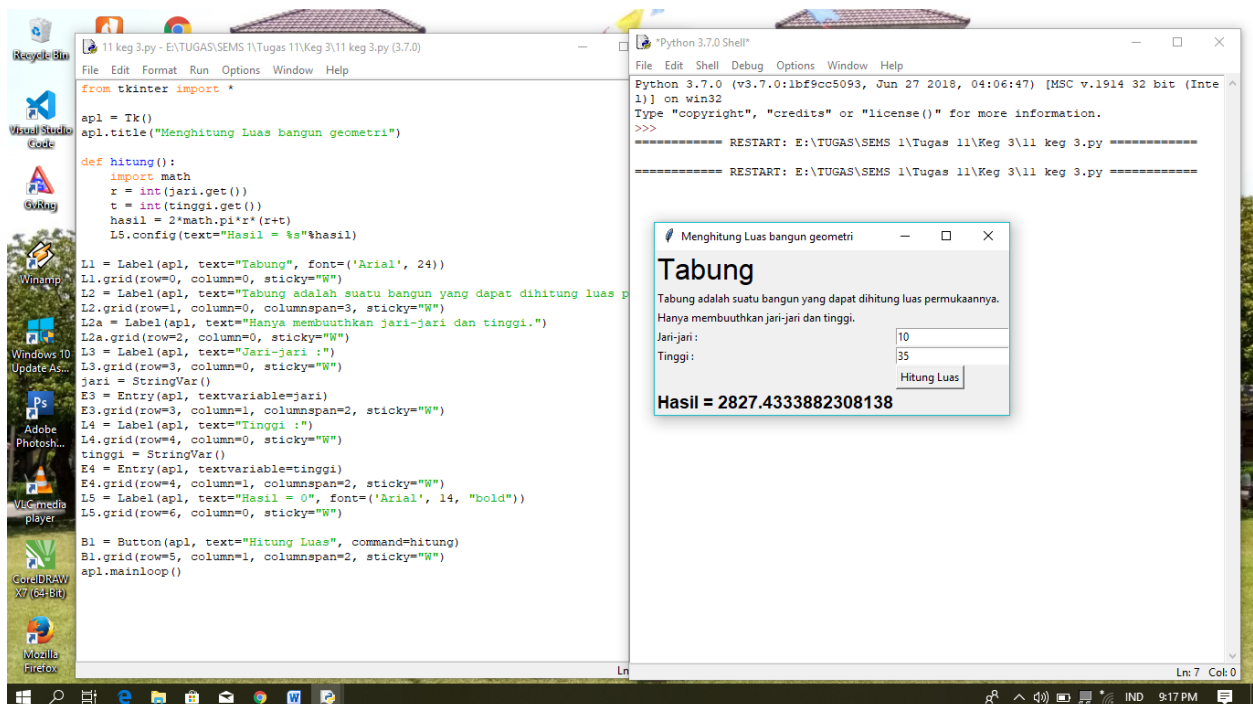 Recycle Bin
Visual Studio
Code
GvRng
Winamp
Windows 10
Update As...
Adobe
Photosh...
VLC media
player
CorelDRAW
X7 (64-Bit)
Mozilla
Firefox
11 keg 3.py - E:\TUGAS\SEMS 1\Tugas 11\Keg 3\11 keg 3.py (3.7.0)
File Edit Format Run Options Window Help
from tkinter import *
apl = Tk()
apl.title("Menghitung Luas bangun geometri")
def hitung():
    import math
    r = int(jari.get())
    t = int(tinggi.get())
    hasil = 2*math.pi*r*(r+t)
    L5.config(text="Hasil = %s"%hasil)
L1 = Label(apl, text="Tabung", font=('Arial', 24))
L1.grid(row=0, column=0, sticky="W")
L2 = Label(apl, text="Tabung adalah suatu bangun yang dapat dihitung luas p
L2.grid(row=1, column=0, columnspan=3, sticky="W")
L2a = Label(apl, text="Hanya membuuthkan jari-jari dan tinggi.")
L2a.grid(row=2, column=0, sticky="W")
L3 = Label(apl, text="Jari-jari :")
L3.grid(row=3, column=0, sticky="W")
jari = StringVar()
E3 = Entry(apl, textvariable=jari)
E3.grid(row=3, column=1, columnspan=2, sticky="W")
L4 = Label(apl, text="Tinggi :")
L4.grid(row=4, column=0, sticky="W")
tinggi = StringVar()
E4 = Entry(apl, textvariable=tinggi)
E4.grid(row=4, column=1, columnspan=2, sticky="W")
L5 = Label(apl, text="Hasil = 0", font=('Arial', 14, "bold"))
L5.grid(row=6, column=0, sticky="W")
B1 = Button(apl, text="Hitung Luas", command=hitung)
B1.grid(row=5, column=1, columnspan=2, sticky="W")
apl.mainloop()
Ln
*Python 3.7.0 Shell*
File Edit Shell Debug Options Window Help
Python 3.7.0 (v3.7.0:1bf9cc5093, Jun 27 2018, 04:06:47) [MSC v.1914 32 bit (Inte
l)] on win32
Type "copyright", "credits" or "license()" for more information.
>>>
============ RESTART: E:\TUGAS\SEMS 1\Tugas 11\Keg 3\11 keg 3.py ============
============ RESTART: E:\TUGAS\SEMS 1\Tugas 11\Keg 3\11 keg 3.py ============
Menghitung Luas bangun geometri
Tabung
Tabung adalah suatu bangun yang dapat dihitung luas permukaannya.
Hanya membuuthkan jari-jari dan tinggi.
Jari-jari : 10
Tinggi : 35
Hitung Luas
Hasil = 2827.4333882308138
Ln: 7 Col: 0
IND 9:17 PM